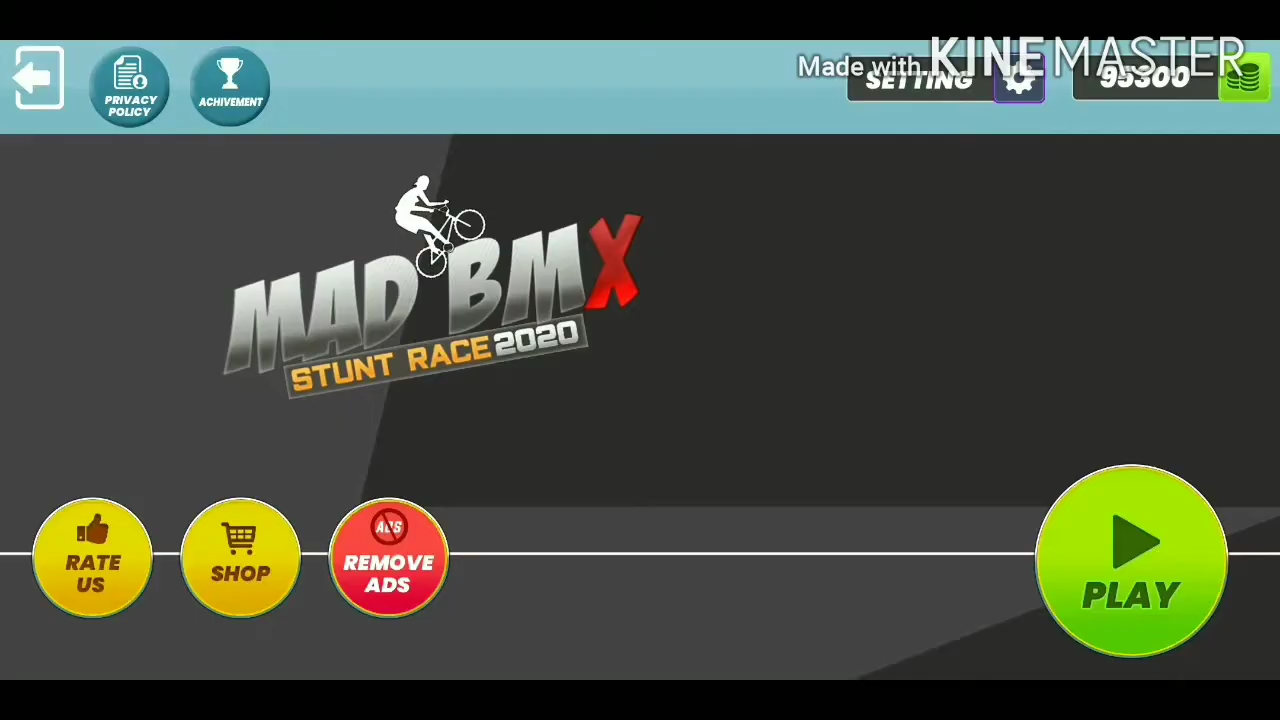 Made with KINEMASTER
PRIVACY
POLICY
ACHIVEMENT
SETTING
95300
MAD BMX
STUNT RACE 2020
RATE
US
SHOP
ADS
REMOVE
ADS
PLAY